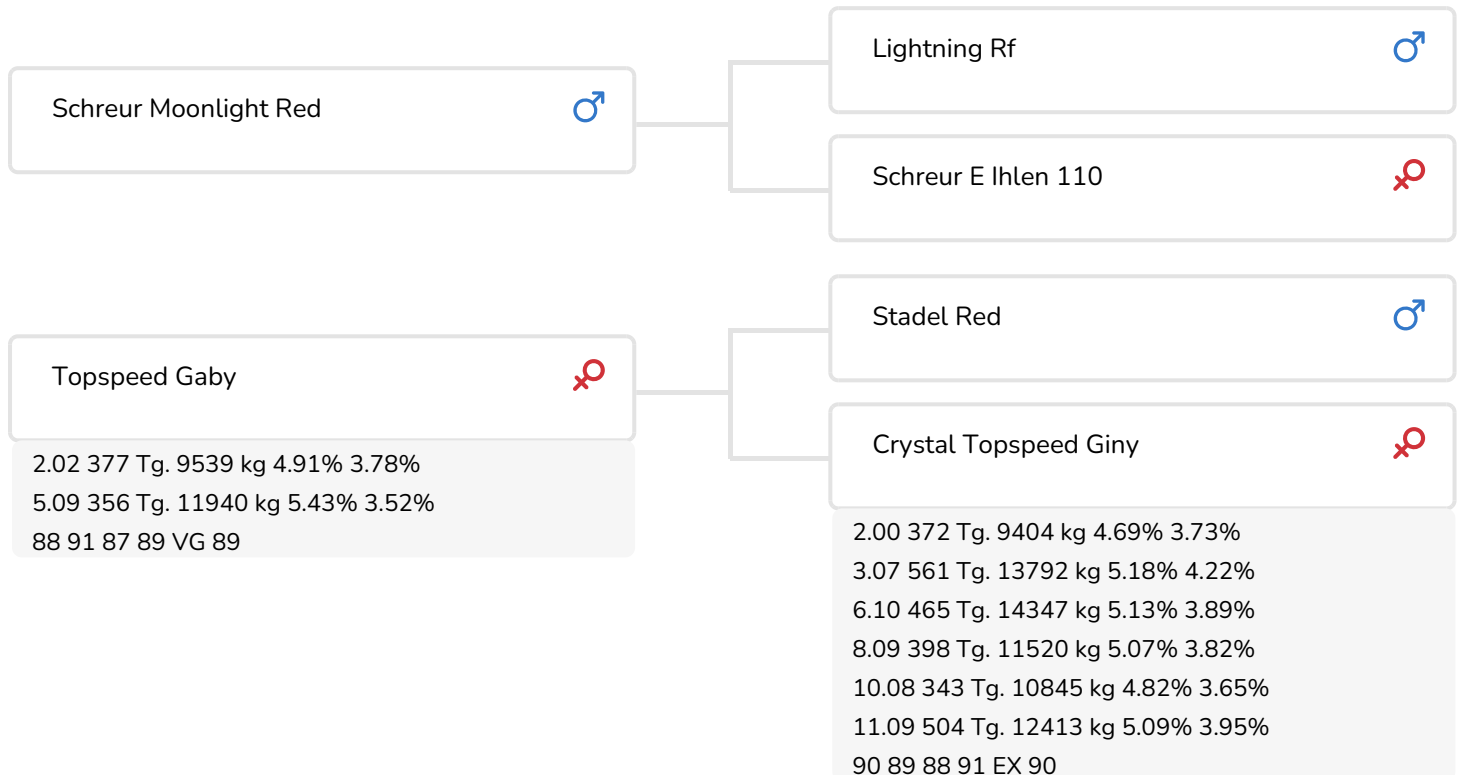 Schreur Moonlight Red
Lightning Rf
Schreur E Ihlen 110
Topspeed Gaby
2.02 377 Tg. 9539 kg 4.91% 3.78%
5.09 356 Tg. 11940 kg 5.43% 3.52%
88 91 87 89 VG 89
Stadel Red
Crystal Topspeed Giny
2.00 372 Tg. 9404 kg 4.69% 3.73%
3.07 561 Tg. 13792 kg 5.18% 4.22%
6.10 465 Tg. 14347 kg 5.13% 3.89%
8.09 398 Tg. 11520 kg 5.07% 3.82%
10.08 343 Tg. 10845 kg 4.82% 3.65%
11.09 504 Tg. 12413 kg 5.09% 3.95%
90 89 88 91 EX 90